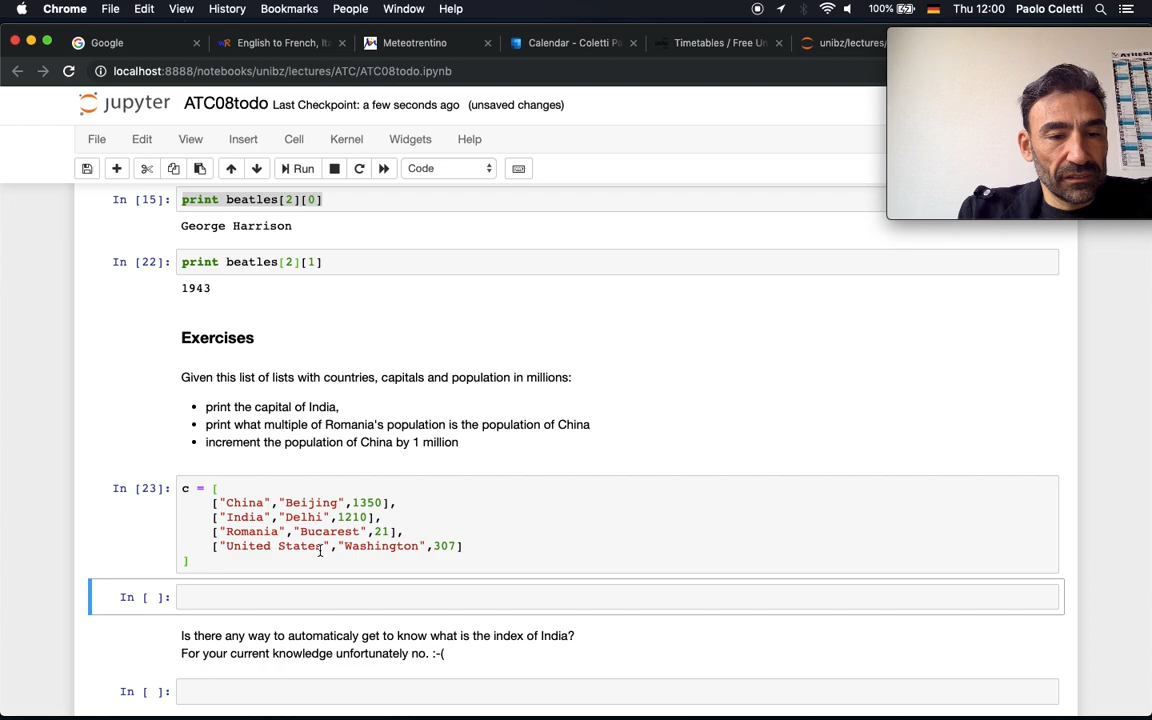 Chrome File Edit View History Bookmarks People Window Help 100% Thu 12:00 Paolo Coletti
Google English to French, Ita Meteotrentino Calendar - Coletti Pa Timetables / Free Un unibz/lectures/
localhost:8888/notebooks/unibz/lectures/ATC/ATC08todo.ipynb
jupyter ATC08todo Last Checkpoint: a few seconds ago (unsaved changes)
File Edit View Insert Cell Kernel Widgets Help
Run Code
In [15]: print beatles[2][0]
George Harrison
In [22]: print beatles[2][1]
1943
Exercises
Given this list of lists with countries, capitals and population in millions:
• print the capital of India,
• print what multiple of Romania's population is the population of China
• increment the population of China by 1 million
In [23]: c = [
["China","Beijing",1350],
["India","Delhi",1210],
["Romania","Bucarest",21],
["United States","Washington",307]
]
In [ ]:
Is there any way to automaticaly get to know what is the index of India?
For your current knowledge unfortunately no. :-(
In [ ]: